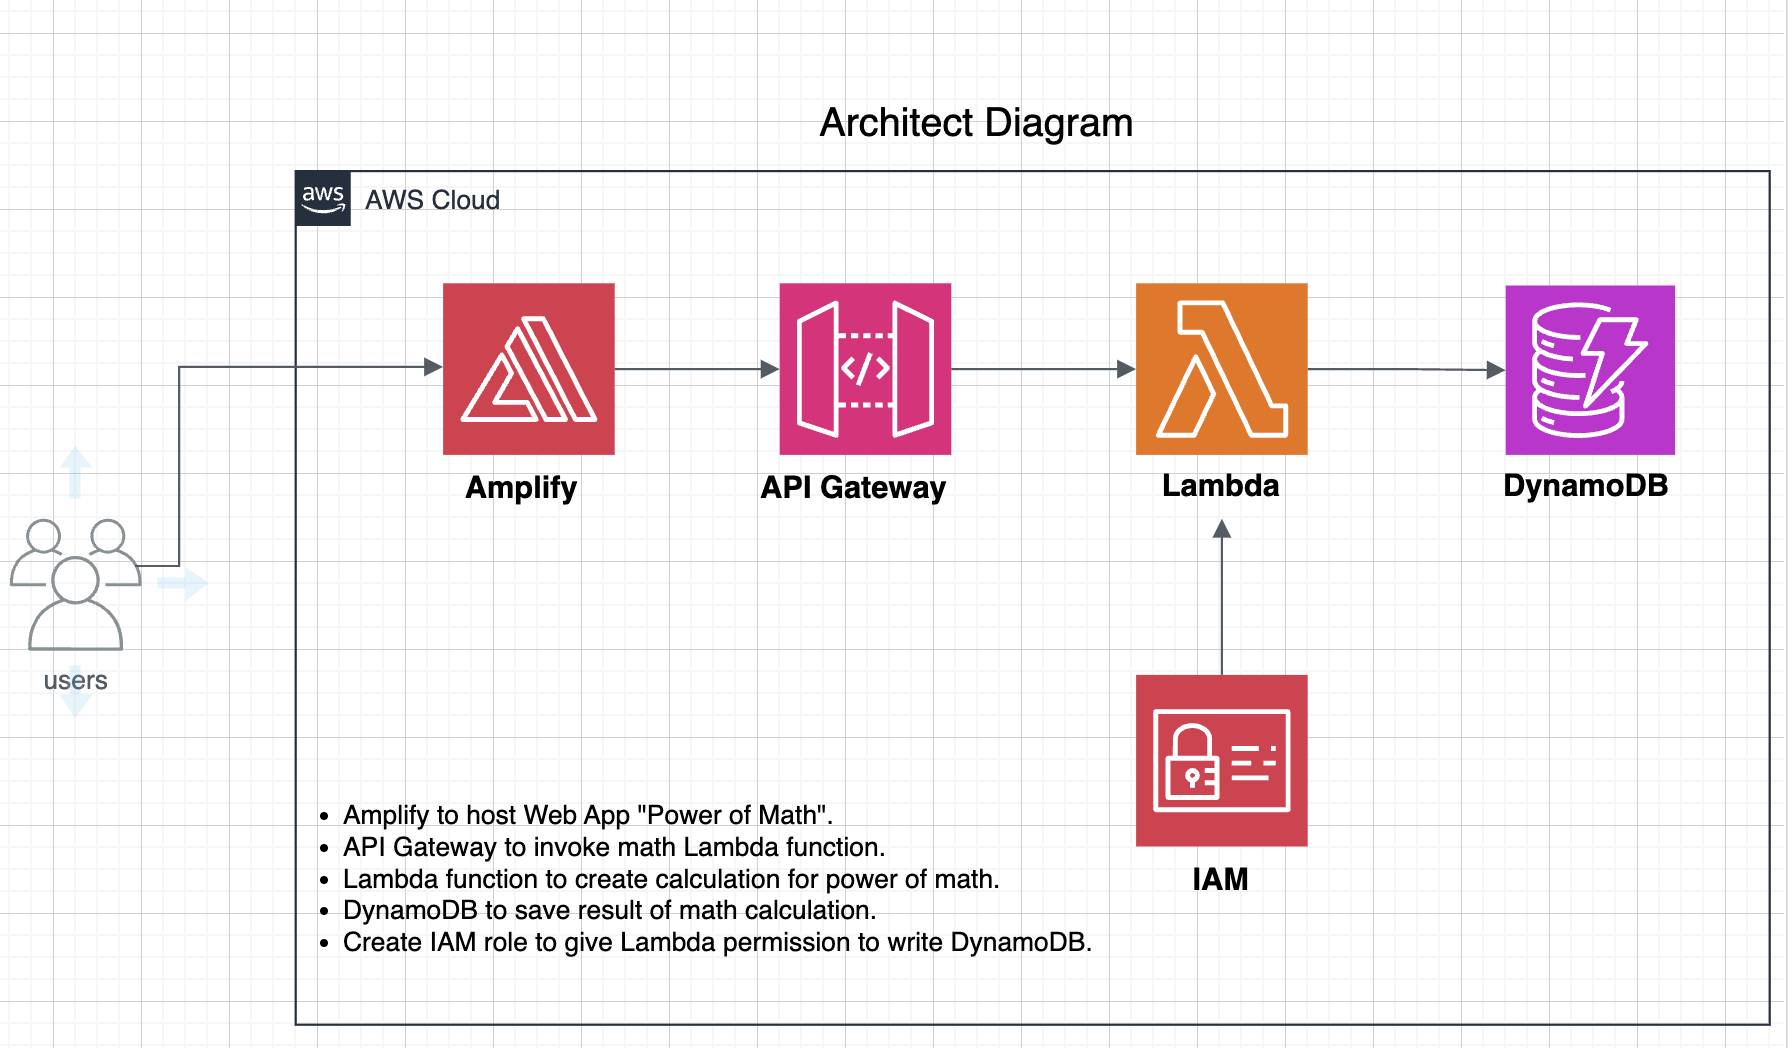 Architect Diagram
aws
AWS Cloud
Amplify
API Gateway
Lambda
DynamoDB
users
IAM
• Amplify to host Web App "Power of Math".
• API Gateway to invoke math Lambda function.
• Lambda function to create calculation for power of math.
• DynamoDB to save result of math calculation.
• Create IAM role to give Lambda permission to write DynamoDB.